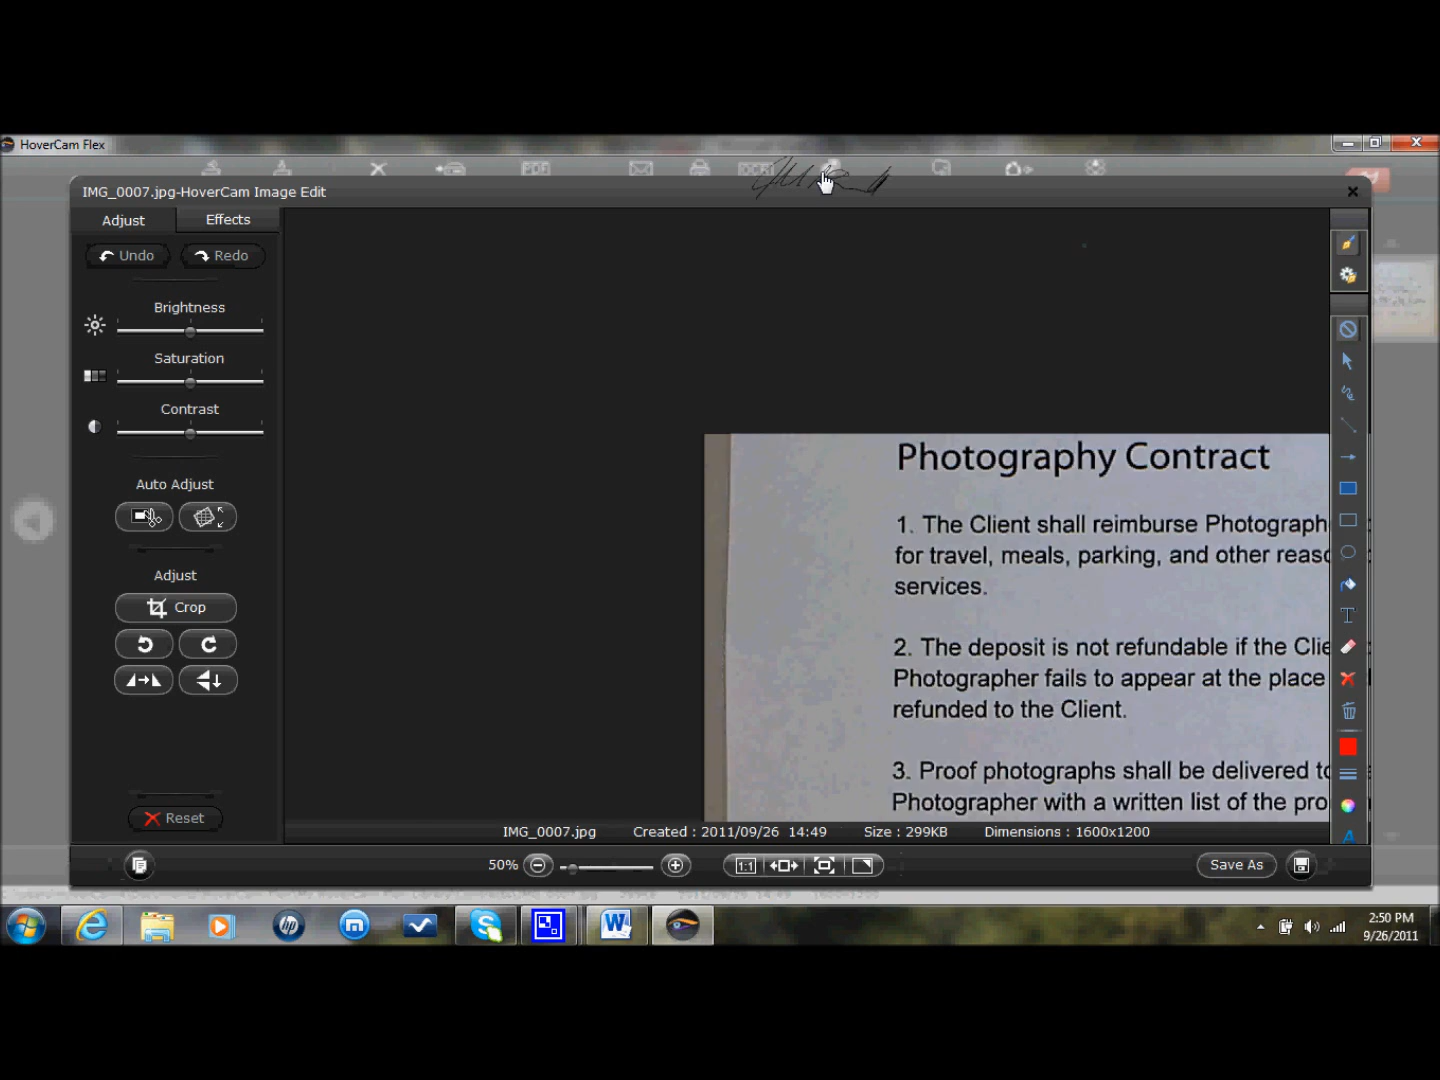 HoverCam Flex
PDF
OCR
IMG_0007.jpg-HoverCam Image Edit
Adjust
Effects
Undo
Redo
Brightness
Saturation
Contrast
Auto Adjust
Adjust
Crop
Reset
Photography Contract
1. The Client shall reimburse Photograph
for travel, meals, parking, and other reas
services.
2. The deposit is not refundable if the Clie
Photographer fails to appear at the place
refunded to the Client.
3. Proof photographs shall be delivered to
Photographer with a written list of the pro
IMG_0007.jpg
Created : 2011/09/26 14:49
Size : 299KB
Dimensions : 1600x1200
50%
1:1
Save As
2:50 PM
9/26/2011